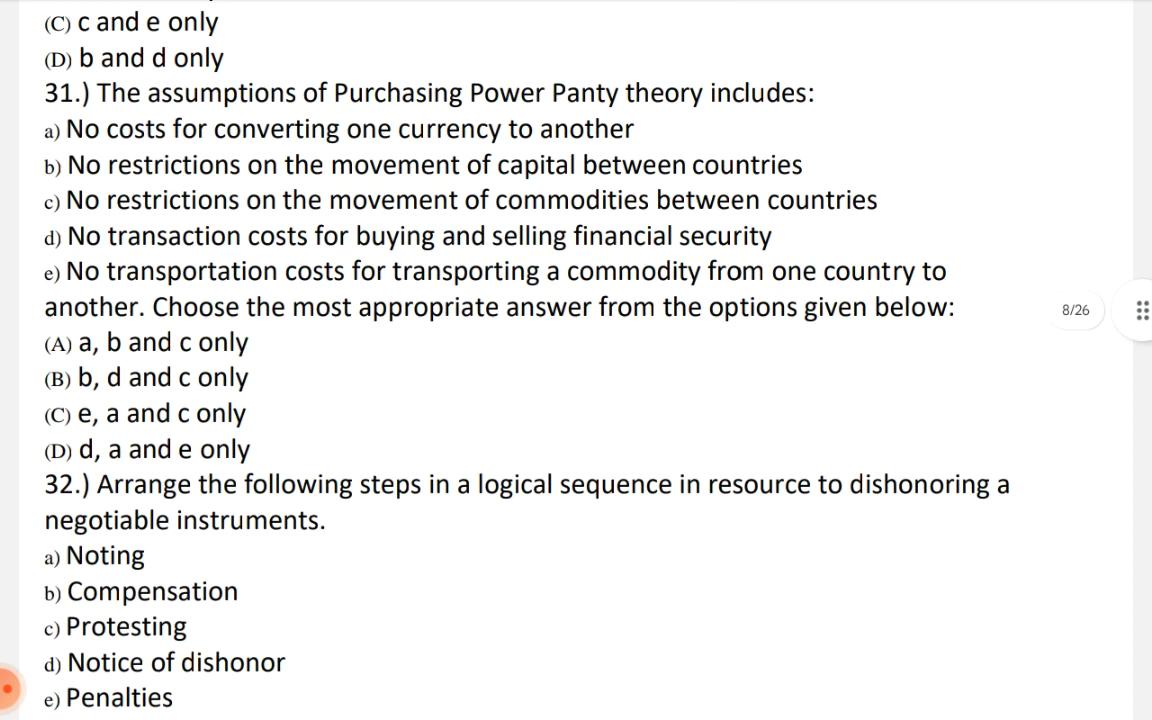 (C) c and e only
(D) b and d only
31.) The assumptions of Purchasing Power Panty theory includes:
a) No costs for converting one currency to another
b) No restrictions on the movement of capital between countries
c) No restrictions on the movement of commodities between countries
d) No transaction costs for buying and selling financial security
e) No transportation costs for transporting a commodity from one country to
another. Choose the most appropriate answer from the options given below:
8/26
(A) a, b and c only
(B) b, d and c only
(C) e, a and c only
(D) d, a and e only
32.) Arrange the following steps in a logical sequence in resource to dishonoring a
negotiable instruments.
a) Noting
b) Compensation
c) Protesting
d) Notice of dishonor
e) Penalties